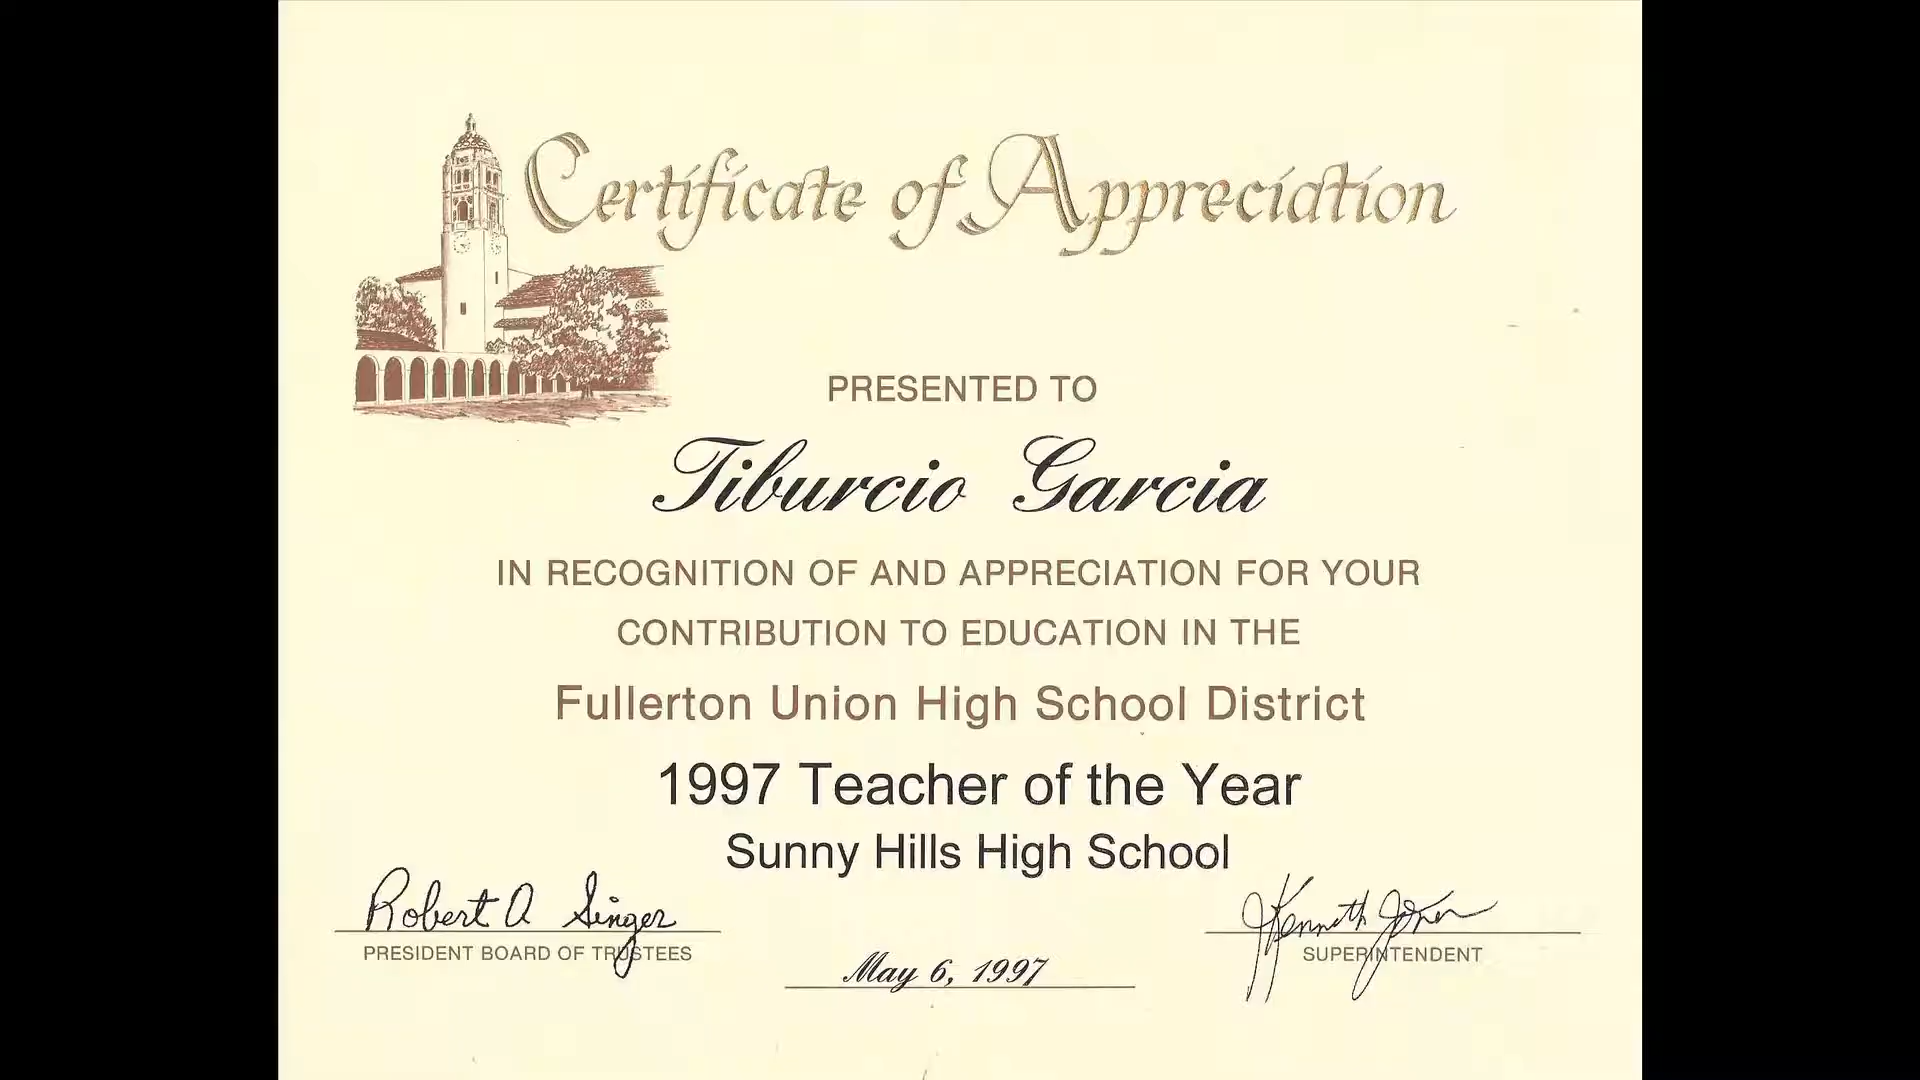 Certificate of Appreciation
PRESENTED TO
Tiburcio Garcia
IN RECOGNITION OF AND APPRECIATION FOR YOUR
CONTRIBUTION TO EDUCATION IN THE
Fullerton Union High School District
1997 Teacher of the Year
Sunny Hills High School
Robert A Singer
Kenneth Jones
PRESIDENT BOARD OF TRUSTEES
SUPERINTENDENT
May 6, 1997